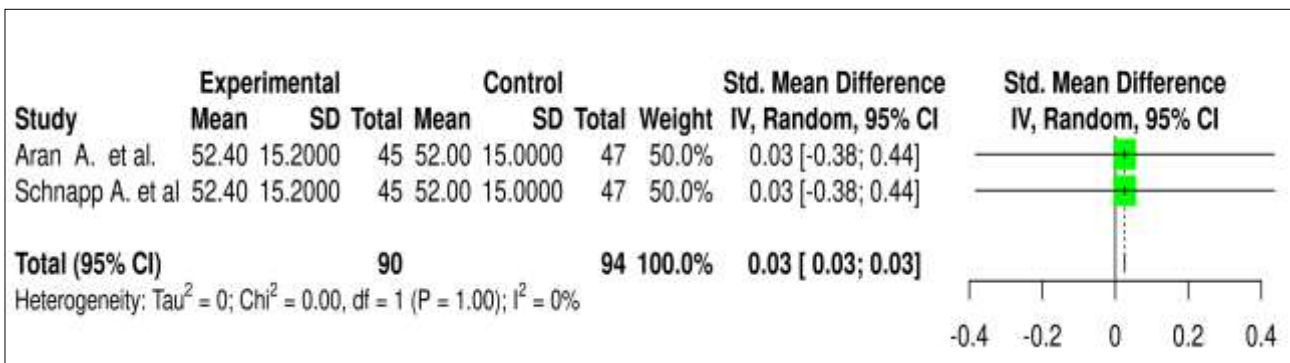 Experimental Control Std. Mean Difference Std. Mean Difference
Study Mean SD Total Mean SD Total Weight IV, Random, 95% CI IV, Random, 95% CI
Aran A. et al. 52.40 15.2000 45 52.00 15.0000 47 50.0% 0.03 [-0.38; 0.44]
Schnapp A. et al 52.40 15.2000 45 52.00 15.0000 47 50.0% 0.03 [-0.38; 0.44]
Total (95% CI) 90 94 100.0% 0.03 [ 0.03; 0.03]
Heterogeneity: Tau² = 0; Chi² = 0.00, df = 1 (P = 1.00); I² = 0%
-0.4 -0.2 0 0.2 0.4